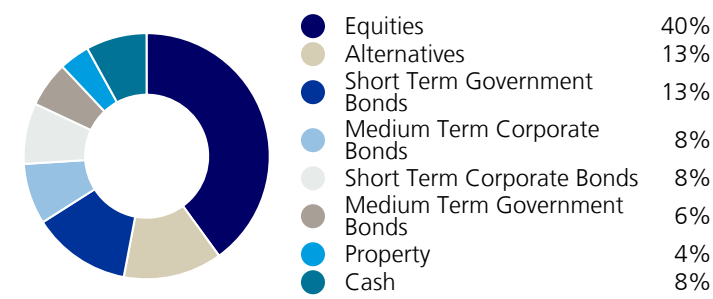 Equities 40%
Alternatives 13%
Short Term Government
Bonds 13%
Medium Term Corporate
Bonds 8%
Short Term Corporate Bonds 8%
Medium Term Government
Bonds 6%
Property 4%
Cash 8%